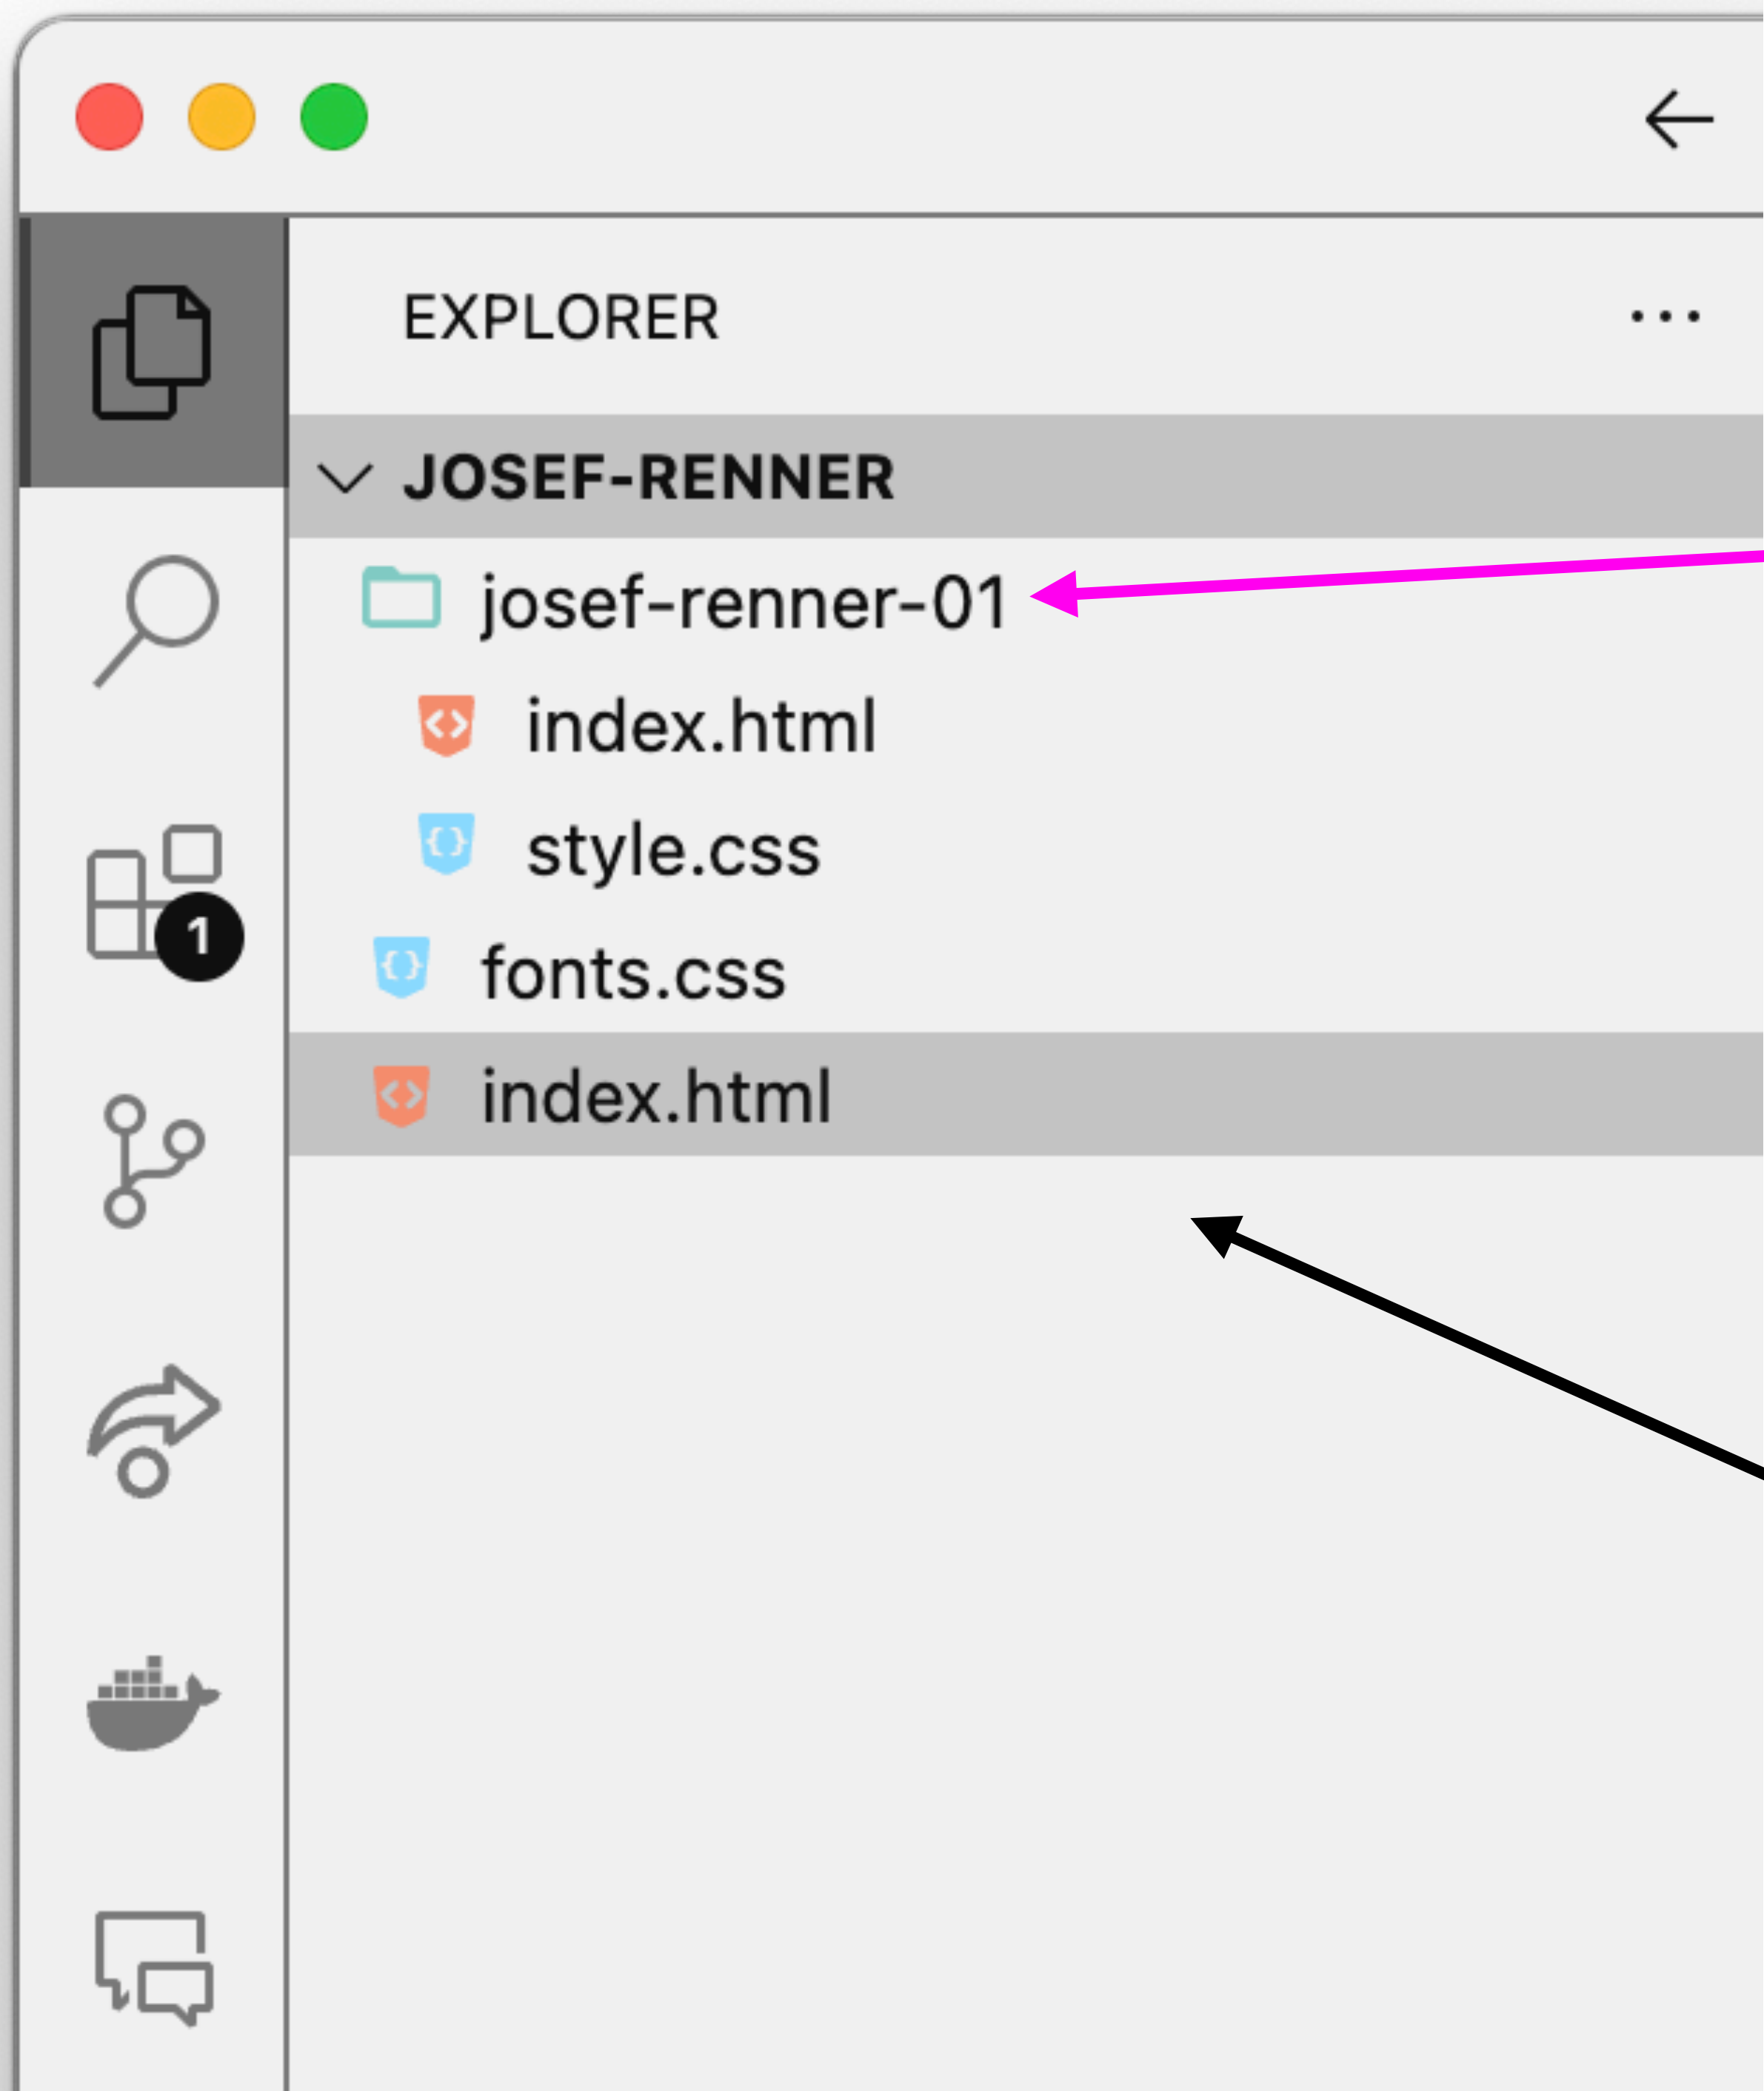 EXPLORER
JOSEF-RENNER
josef-renner-01
index.html
style.css
fonts.css
index.html
1